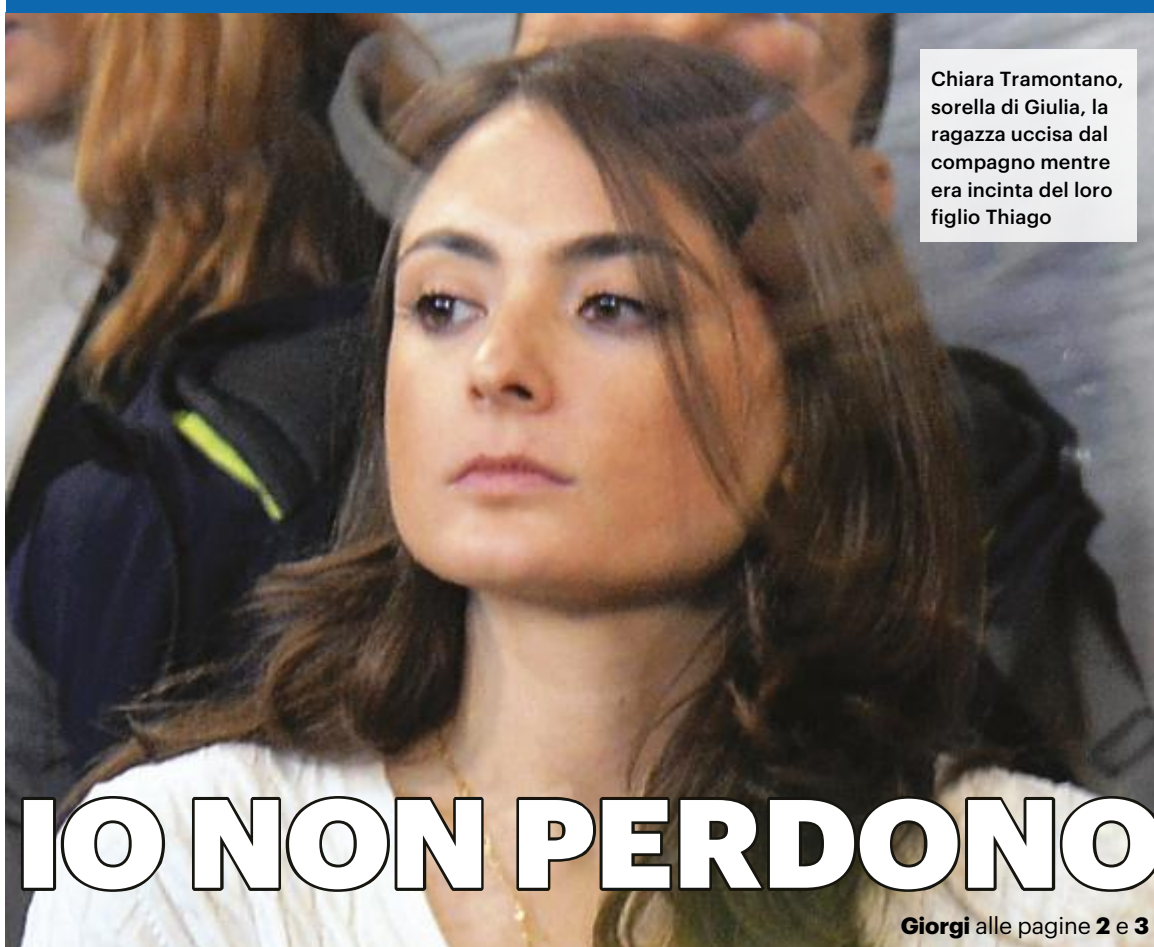 Chiara Tramontano,
sorella di Giulia, la
ragazza uccisa dal
compagno mentre
era incinta del loro
figlio Thiago
IO NON PERDONO
Giorgi alle pagine 2 e 3